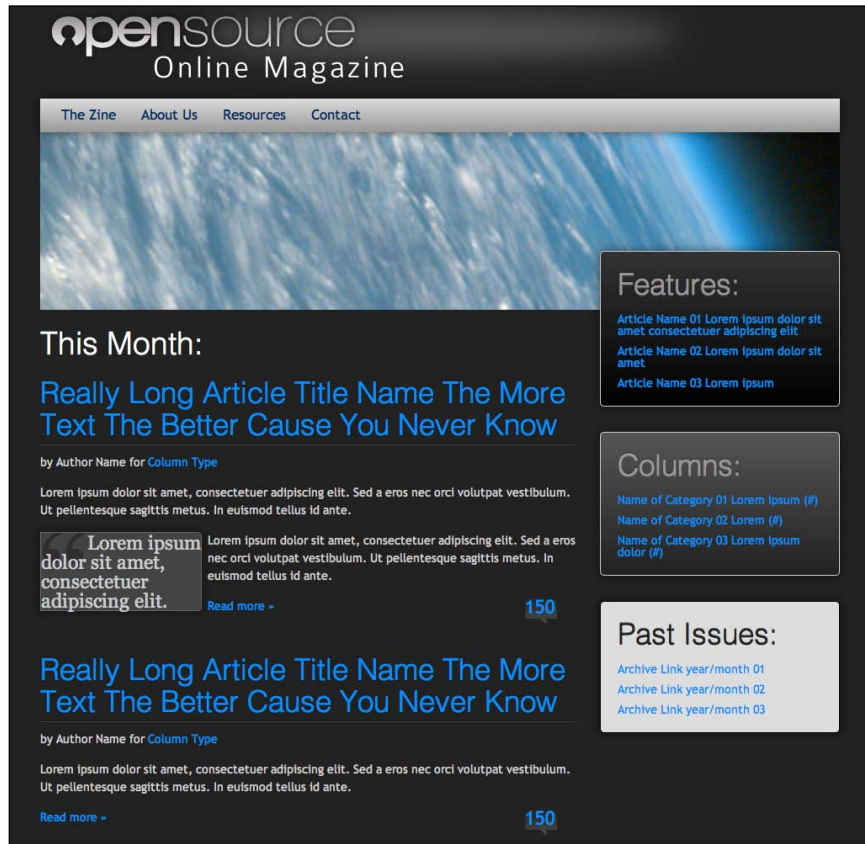 opensource
Online Magazine
The Zine About Us Resources Contact
This Month:
Really Long Article Title Name The More
Text The Better Cause You Never Know
by Author Name for Column Type
Lorem ipsum dolor sit amet, consectetuer adipiscing elit. Sed a eros nec orci volutpat vestibulum.
Ut pellentesque sagittis metus. In euismod tellus id ante.
“ Lorem ipsum
dolor sit amet,
consectetuer
adipiscing elit.
Lorem ipsum dolor sit amet, consectetuer adipiscing elit. Sed a eros
nec orci volutpat vestibulum. Ut pellentesque sagittis metus. In
euismod tellus id ante.
Read more »
150
Really Long Article Title Name The More
Text The Better Cause You Never Know
by Author Name for Column Type
Lorem ipsum dolor sit amet, consectetuer adipiscing elit. Sed a eros nec orci volutpat vestibulum.
Ut pellentesque sagittis metus. In euismod tellus id ante.
Read more »
150
Features:
Article Name 01 Lorem ipsum dolor sit
amet consectetuer adipiscing elit
Article Name 02 Lorem ipsum dolor sit
amet
Article Name 03 Lorem ipsum
Columns:
Name of Category 01 Lorem ipsum (#)
Name of Category 02 Lorem (#)
Name of Category 03 Lorem ipsum
dolor (#)
Past Issues:
Archive Link year/month 01
Archive Link year/month 02
Archive Link year/month 03